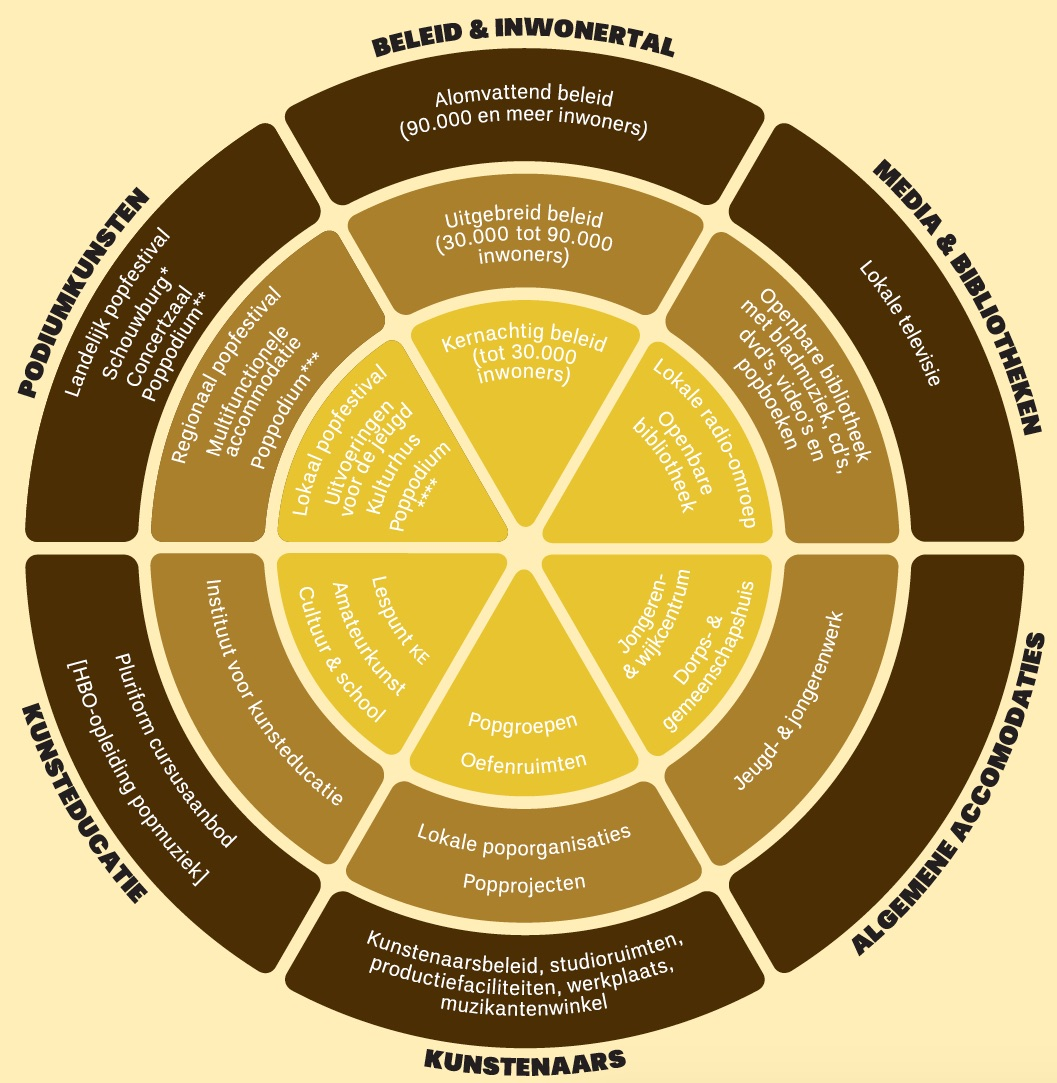 BELEID & INWONERTAL
Alomvattend beleid
(90.000 en meer inwoners)
Uitgebreid beleid
(30.000 tot 90.000
inwoners)
Kernachtig beleid
(tot 30.000
inwoners)
MEDIA & BIBLIOTHEKEN
Lokale televisie
Openbare bibliotheek
met bladmuziek, cd's,
dvd's, video's en
popboeken
Lokale radio-omroep
Openbare
bibliotheek
ALGEMENE ACCOMODATIES
Jeugd- & jongerenwerk
Jongeren-
& wijkcentrum
Dorps- &
gemeenschapshuis
KUNSTENAARS
Popgroepen
Oefenruimten
Lokale poporganisaties
Popprojecten
Kunstenaarsbeleid, studioruimten,
productiefaciliteiten, werkplaats,
muzikantenwinkel
KUNSTEDUCATIE
Lespunt KE
Amateurkunst
Cultuur & school
Instituut voor kunsteducatie
Pluriform cursusaanbod
[HBO-opleiding popmuziek]
PODIUMKUNSTEN
Landelijk popfestival
Schouwburg*
Concertzaal
Poppodium**
Regionaal popfestival
Multifunctionele
accommodatie
Poppodium***
Lokaal popfestival
Uitvoeringen
voor de jeugd
Kulturhus
Poppodium
****